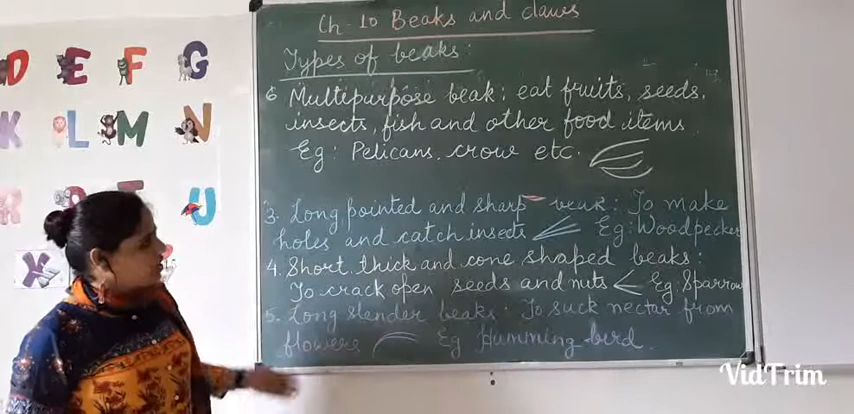 Ch-10 Beaks and claws
Types of beaks:
6 Multipurpose beak: eat fruits, seeds,
insects, fish and other food items
Eg: Pelicans, crow etc.
3. Long pointed and sharp beak: To make
holes and catch insects Eg: Woodpecker
4. Short, thick and cone shaped beaks:
To crack open seeds and nuts Eg: Sparrow
5. Long slender beaks: To suck nectar from
flowers Eg Humming bird.
D E F G
K L M N
R T U
X
VidTrim